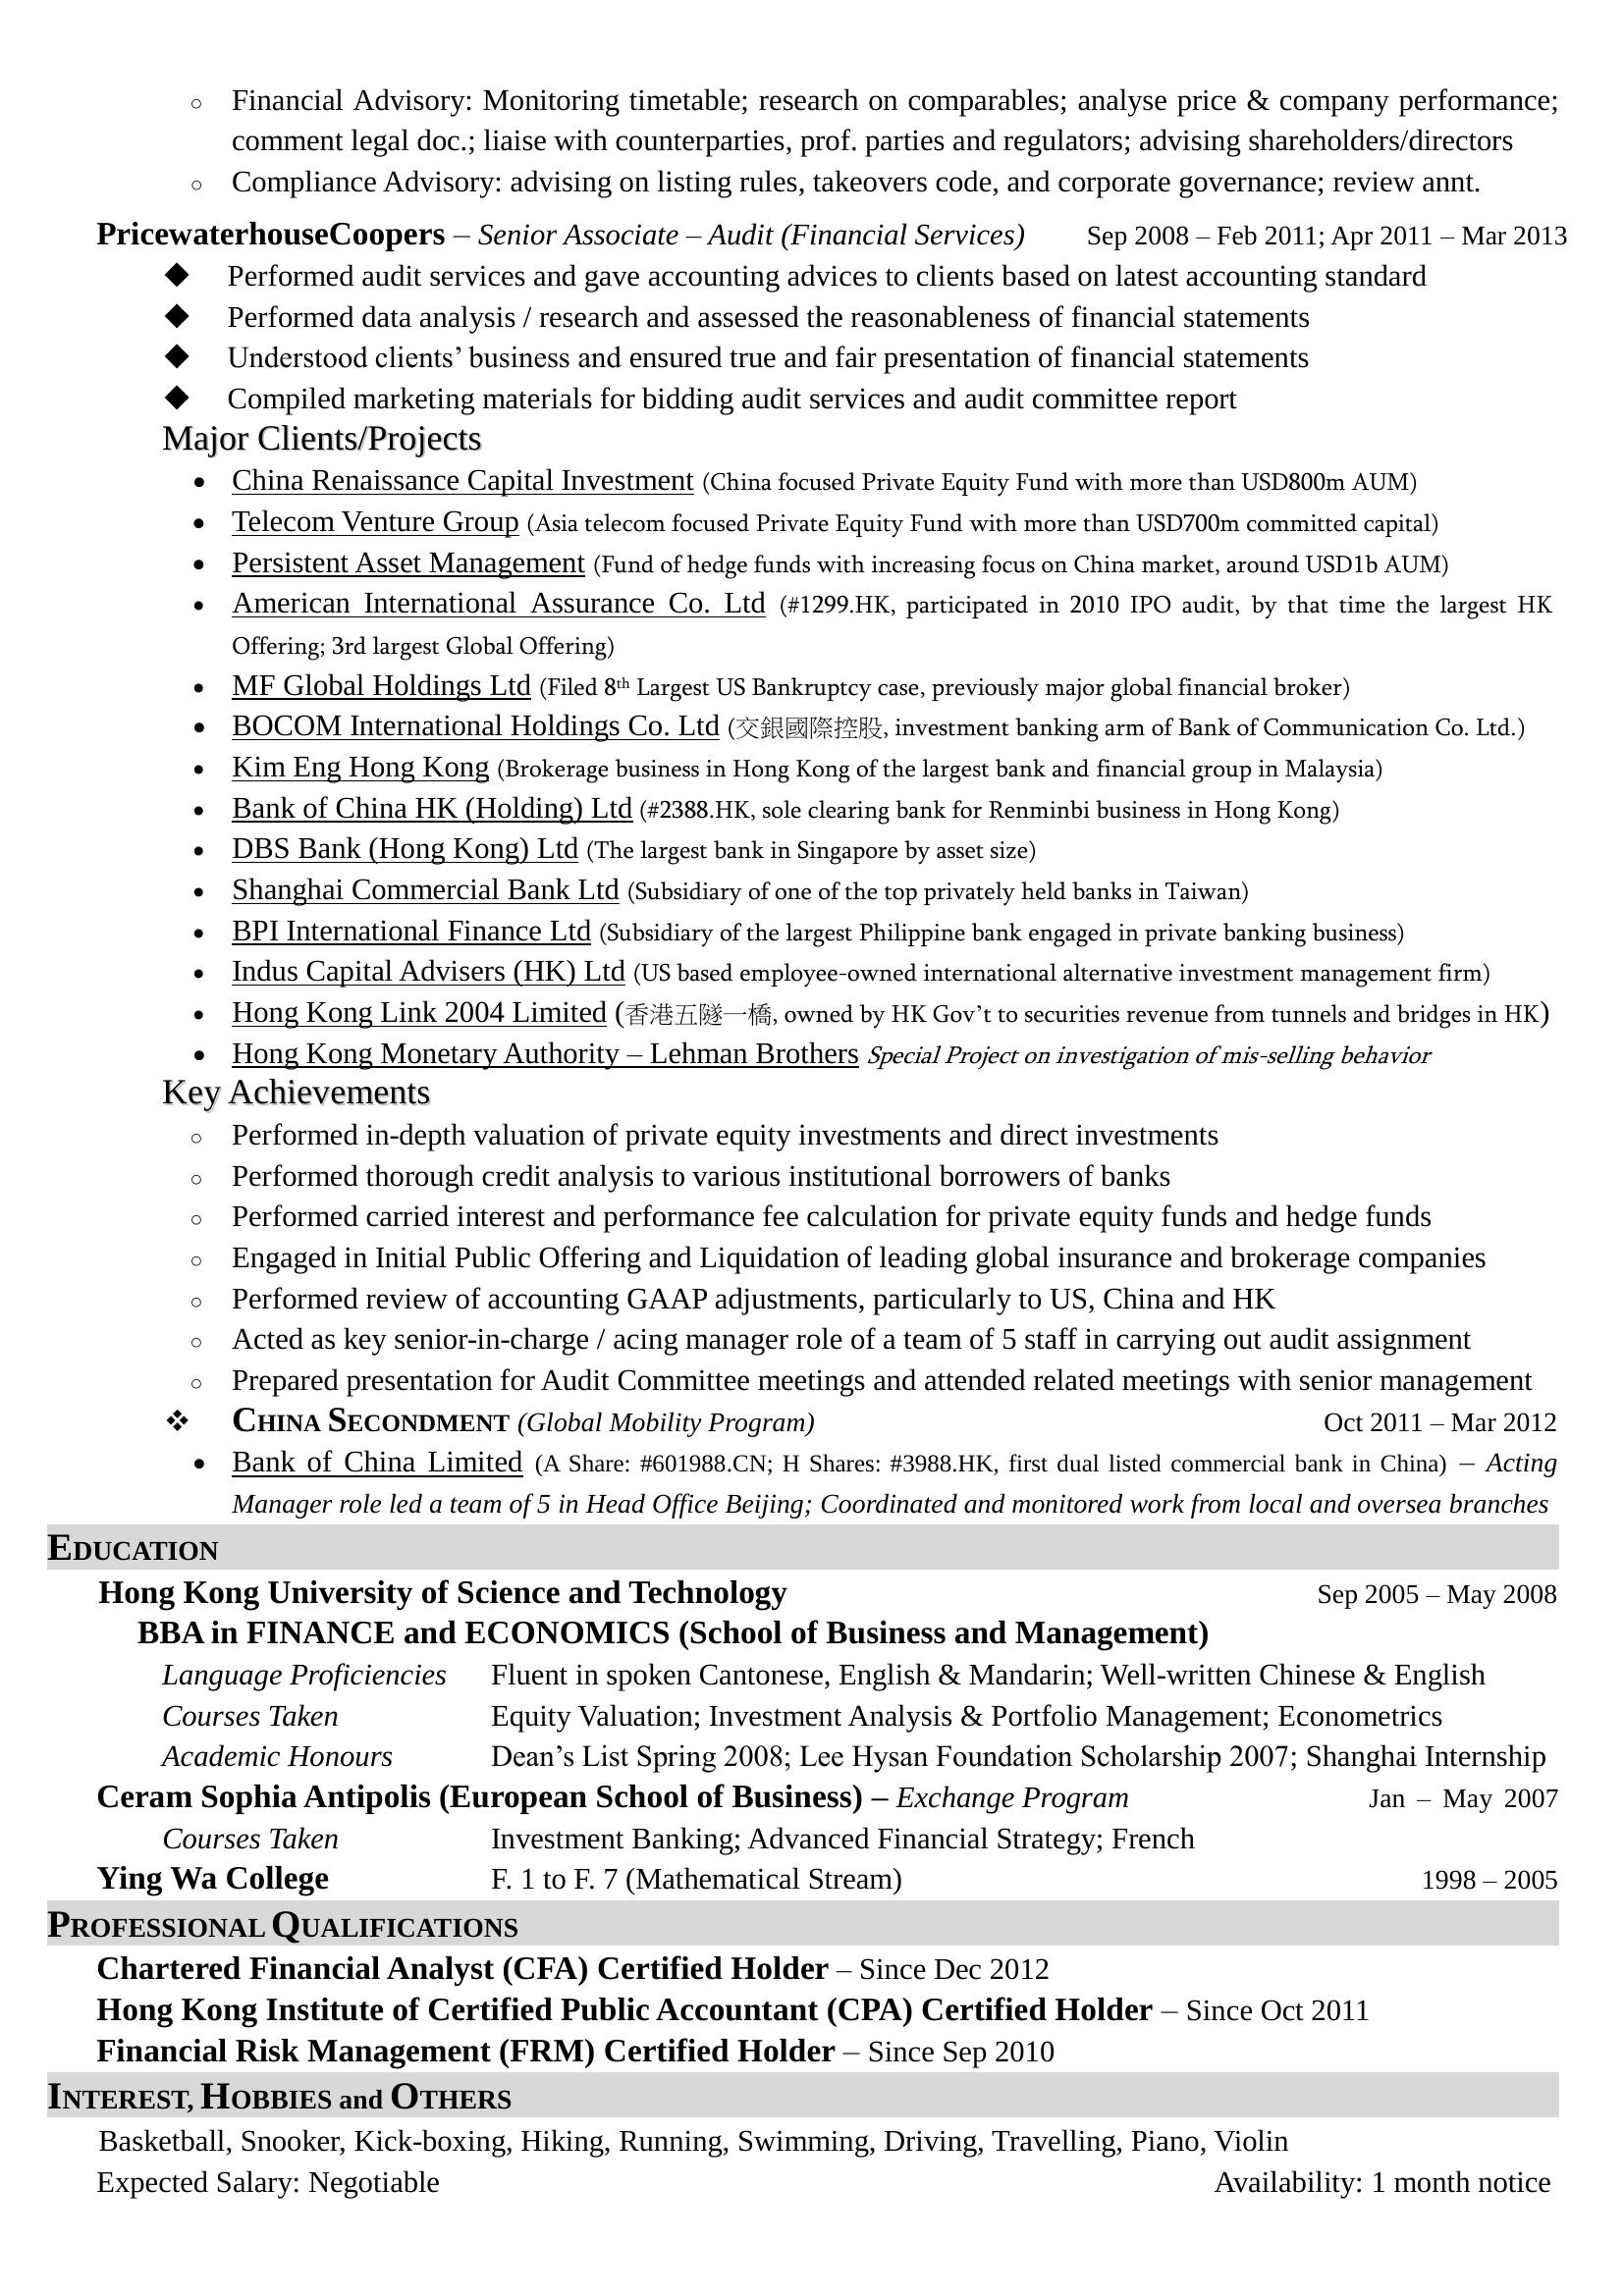 ○ Financial Advisory: Monitoring timetable; research on comparables; analyse price & company performance;
comment legal doc.; liaise with counterparties, prof. parties and regulators; advising shareholders/directors
○ Compliance Advisory: advising on listing rules, takeovers code, and corporate governance; review annt.
PricewaterhouseCoopers – Senior Associate – Audit (Financial Services) Sep 2008 – Feb 2011; Apr 2011 – Mar 2013
◆ Performed audit services and gave accounting advices to clients based on latest accounting standard
◆ Performed data analysis / research and assessed the reasonableness of financial statements
◆ Understood clients’ business and ensured true and fair presentation of financial statements
◆ Compiled marketing materials for bidding audit services and audit committee report
Major Clients/Projects
• China Renaissance Capital Investment (China focused Private Equity Fund with more than USD800m AUM)
• Telecom Venture Group (Asia telecom focused Private Equity Fund with more than USD700m committed capital)
• Persistent Asset Management (Fund of hedge funds with increasing focus on China market, around USD1b AUM)
• American International Assurance Co. Ltd (#1299.HK, participated in 2010 IPO audit, by that time the largest HK
Offering; 3rd largest Global Offering)
• MF Global Holdings Ltd (Filed 8th Largest US Bankruptcy case, previously major global financial broker)
• BOCOM International Holdings Co. Ltd (交銀國際控股, investment banking arm of Bank of Communication Co. Ltd.)
• Kim Eng Hong Kong (Brokerage business in Hong Kong of the largest bank and financial group in Malaysia)
• Bank of China HK (Holding) Ltd (#2388.HK, sole clearing bank for Renminbi business in Hong Kong)
• DBS Bank (Hong Kong) Ltd (The largest bank in Singapore by asset size)
• Shanghai Commercial Bank Ltd (Subsidiary of one of the top privately held banks in Taiwan)
• BPI International Finance Ltd (Subsidiary of the largest Philippine bank engaged in private banking business)
• Indus Capital Advisers (HK) Ltd (US based employee-owned international alternative investment management firm)
• Hong Kong Link 2004 Limited (香港五隧一橋, owned by HK Gov’t to securities revenue from tunnels and bridges in HK)
• Hong Kong Monetary Authority – Lehman Brothers Special Project on investigation of mis-selling behavior
Key Achievements
○ Performed in-depth valuation of private equity investments and direct investments
○ Performed thorough credit analysis to various institutional borrowers of banks
○ Performed carried interest and performance fee calculation for private equity funds and hedge funds
○ Engaged in Initial Public Offering and Liquidation of leading global insurance and brokerage companies
○ Performed review of accounting GAAP adjustments, particularly to US, China and HK
○ Acted as key senior-in-charge / acing manager role of a team of 5 staff in carrying out audit assignment
○ Prepared presentation for Audit Committee meetings and attended related meetings with senior management
❖ CHINA SECONDMENT (Global Mobility Program) Oct 2011 – Mar 2012
• Bank of China Limited (A Share: #601988.CN; H Shares: #3988.HK, first dual listed commercial bank in China) – Acting
Manager role led a team of 5 in Head Office Beijing; Coordinated and monitored work from local and oversea branches
EDUCATION
Hong Kong University of Science and Technology Sep 2005 – May 2008
BBA in FINANCE and ECONOMICS (School of Business and Management)
Language Proficiencies Fluent in spoken Cantonese, English & Mandarin; Well-written Chinese & English
Courses Taken Equity Valuation; Investment Analysis & Portfolio Management; Econometrics
Academic Honours Dean’s List Spring 2008; Lee Hysan Foundation Scholarship 2007; Shanghai Internship
Ceram Sophia Antipolis (European School of Business) – Exchange Program Jan – May 2007
Courses Taken Investment Banking; Advanced Financial Strategy; French
Ying Wa College F. 1 to F. 7 (Mathematical Stream) 1998 – 2005
PROFESSIONAL QUALIFICATIONS
Chartered Financial Analyst (CFA) Certified Holder – Since Dec 2012
Hong Kong Institute of Certified Public Accountant (CPA) Certified Holder – Since Oct 2011
Financial Risk Management (FRM) Certified Holder – Since Sep 2010
INTEREST, HOBBIES and OTHERS
Basketball, Snooker, Kick-boxing, Hiking, Running, Swimming, Driving, Travelling, Piano, Violin
Expected Salary: Negotiable Availability: 1 month notice